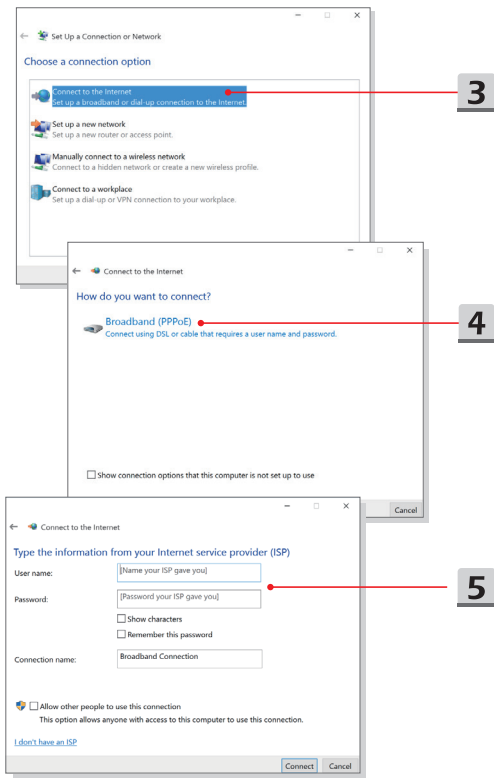 Set Up a Connection or Network
Choose a connection option
Connect to the Internet
Set up a broadband or dial-up connection to the Internet.
3
Set up a new network
Set up a new router or access point.
Manually connect to a wireless network
Connect to a hidden network or create a new wireless profile.
Connect to a workplace
Set up a dial-up or VPN connection to your workplace.
Connect to the Internet
How do you want to connect?
Broadband (PPPoE)
4
Connect using DSL or cable that requires a user name and password.
Show connection options that this computer is not set up to use
Cancel
Connect to the Internet
Type the information from your Internet service provider (ISP)
User name:
[Name your ISP gave you]
5
Password:
[Password your ISP gave you]
Show characters
Remember this password
Connection name:
Broadband Connection
Allow other people to use this connection
This option allows anyone with access to this computer to use this connection.
I don't have an ISP
Connect
Cancel